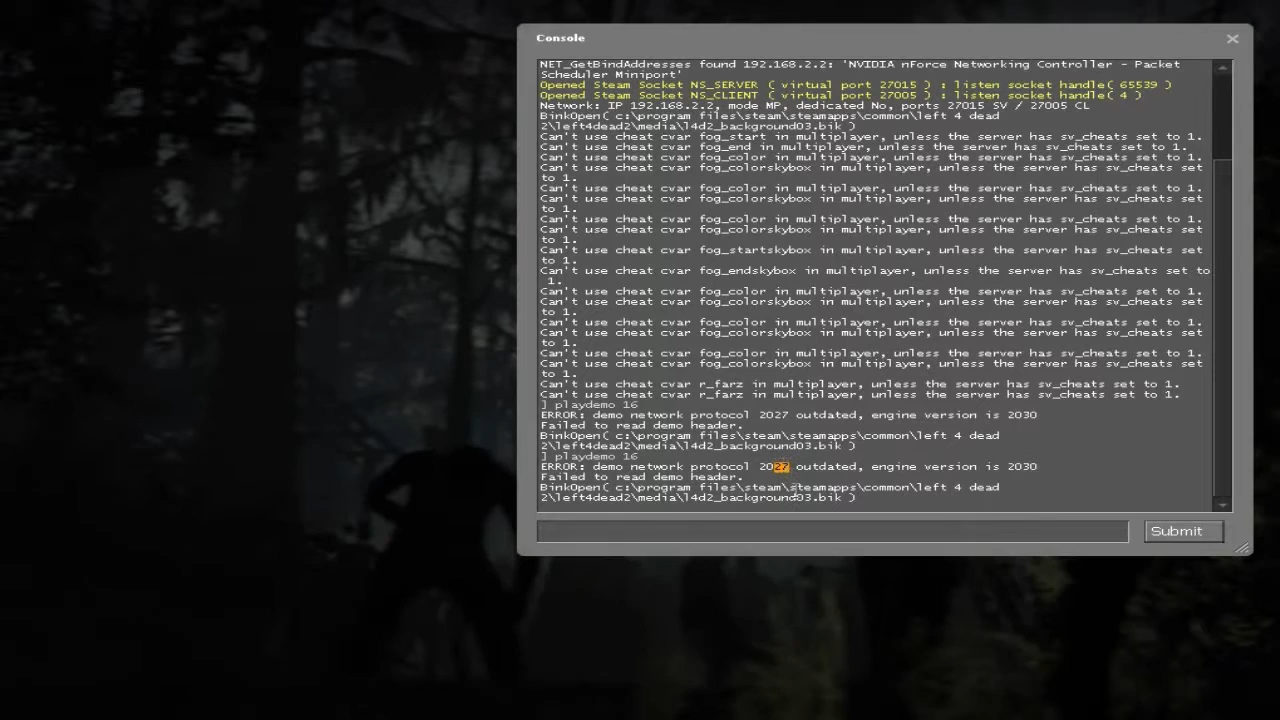 Console
NET_GetBindAddresses found 192.168.2.2: 'NVIDIA nForce Networking Controller - Packet
Scheduler Miniport'
Opened Steam Socket NS_SERVER ( virtual port 27015 ) : listen socket handle( 65539 )
Opened Steam Socket NS_CLIENT ( virtual port 27005 ) : listen socket handle( 4 )
Network: IP 192.168.2.2, mode MP, dedicated No, ports 27015 SV / 27005 CL
BinkOpen( c:\program files\steam\steamapps\common\left 4 dead
2\left4dead2\media\l4d2_background03.bik )
Can't use cheat cvar fog_start in multiplayer, unless the server has sv_cheats set to 1.
Can't use cheat cvar fog_end in multiplayer, unless the server has sv_cheats set to 1.
Can't use cheat cvar fog_color in multiplayer, unless the server has sv_cheats set to 1.
Can't use cheat cvar fog_colorskybox in multiplayer, unless the server has sv_cheats set
to 1.
Can't use cheat cvar fog_color in multiplayer, unless the server has sv_cheats set to 1.
Can't use cheat cvar fog_colorskybox in multiplayer, unless the server has sv_cheats set
to 1.
Can't use cheat cvar fog_color in multiplayer, unless the server has sv_cheats set to 1.
Can't use cheat cvar fog_colorskybox in multiplayer, unless the server has sv_cheats set
to 1.
Can't use cheat cvar fog_startskybox in multiplayer, unless the server has sv_cheats set
to 1.
Can't use cheat cvar fog_endskybox in multiplayer, unless the server has sv_cheats set to
1.
Can't use cheat cvar fog_color in multiplayer, unless the server has sv_cheats set to 1.
Can't use cheat cvar fog_colorskybox in multiplayer, unless the server has sv_cheats set
to 1.
Can't use cheat cvar fog_color in multiplayer, unless the server has sv_cheats set to 1.
Can't use cheat cvar fog_colorskybox in multiplayer, unless the server has sv_cheats set
to 1.
Can't use cheat cvar fog_color in multiplayer, unless the server has sv_cheats set to 1.
Can't use cheat cvar fog_colorskybox in multiplayer, unless the server has sv_cheats set
to 1.
Can't use cheat cvar r_farz in multiplayer, unless the server has sv_cheats set to 1.
Can't use cheat cvar r_farz in multiplayer, unless the server has sv_cheats set to 1.
] playdemo 16
ERROR: demo network protocol 2027 outdated, engine version is 2030
Failed to read demo header.
BinkOpen( c:\program files\steam\steamapps\common\left 4 dead
2\left4dead2\media\l4d2_background03.bik )
] playdemo 16
ERROR: demo network protocol 2027 outdated, engine version is 2030
Failed to read demo header.
BinkOpen( c:\program files\steam\steamapps\common\left 4 dead
2\left4dead2\media\l4d2_background03.bik )
Submit